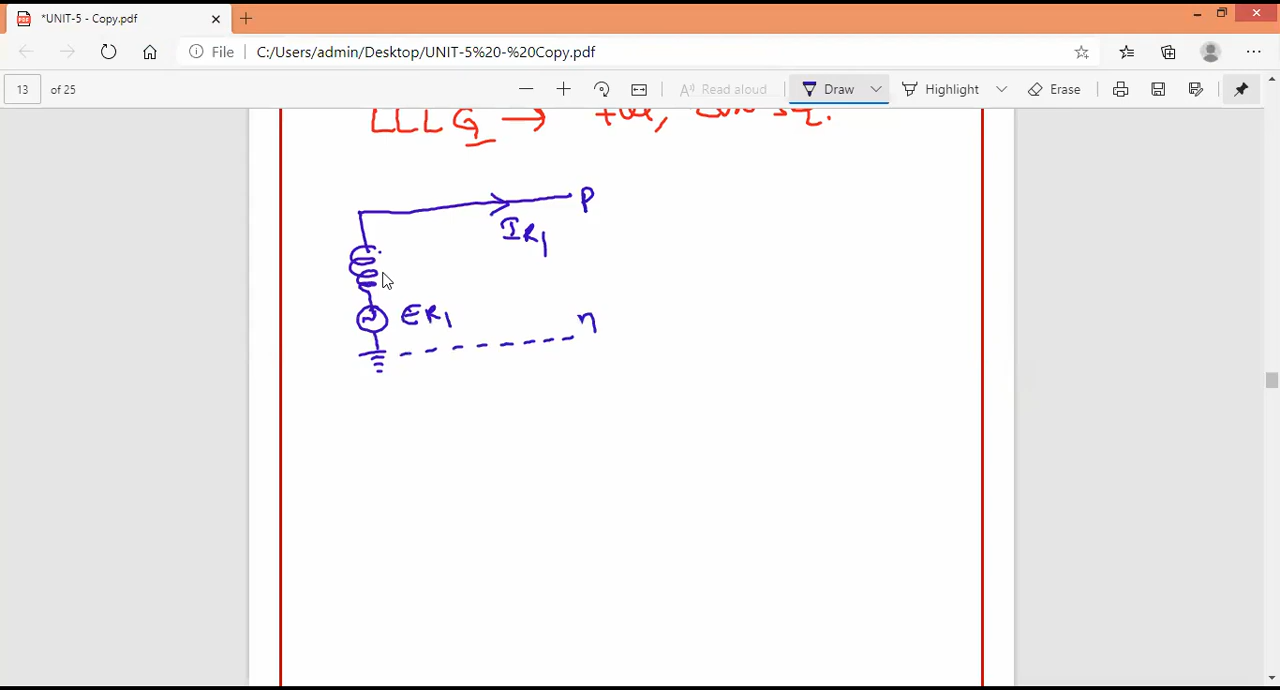 *UNIT-5 - Copy.pdf
File C:/Users/admin/Desktop/UNIT-5%20-%20Copy.pdf
13 of 25 Read aloud Draw Highlight Erase
LLLG → +ve,
P
IR1
ER1
n